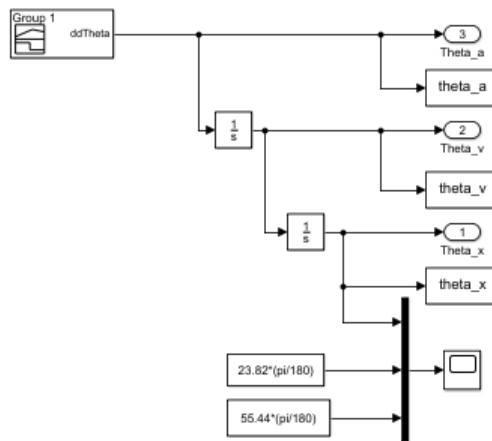 Group 1
ddTheta
3
Theta_a
theta_a
1
s
2
Theta_v
theta_v
1
s
1
Theta_x
theta_x
23.82*(pi/180)
55.44*(pi/180)